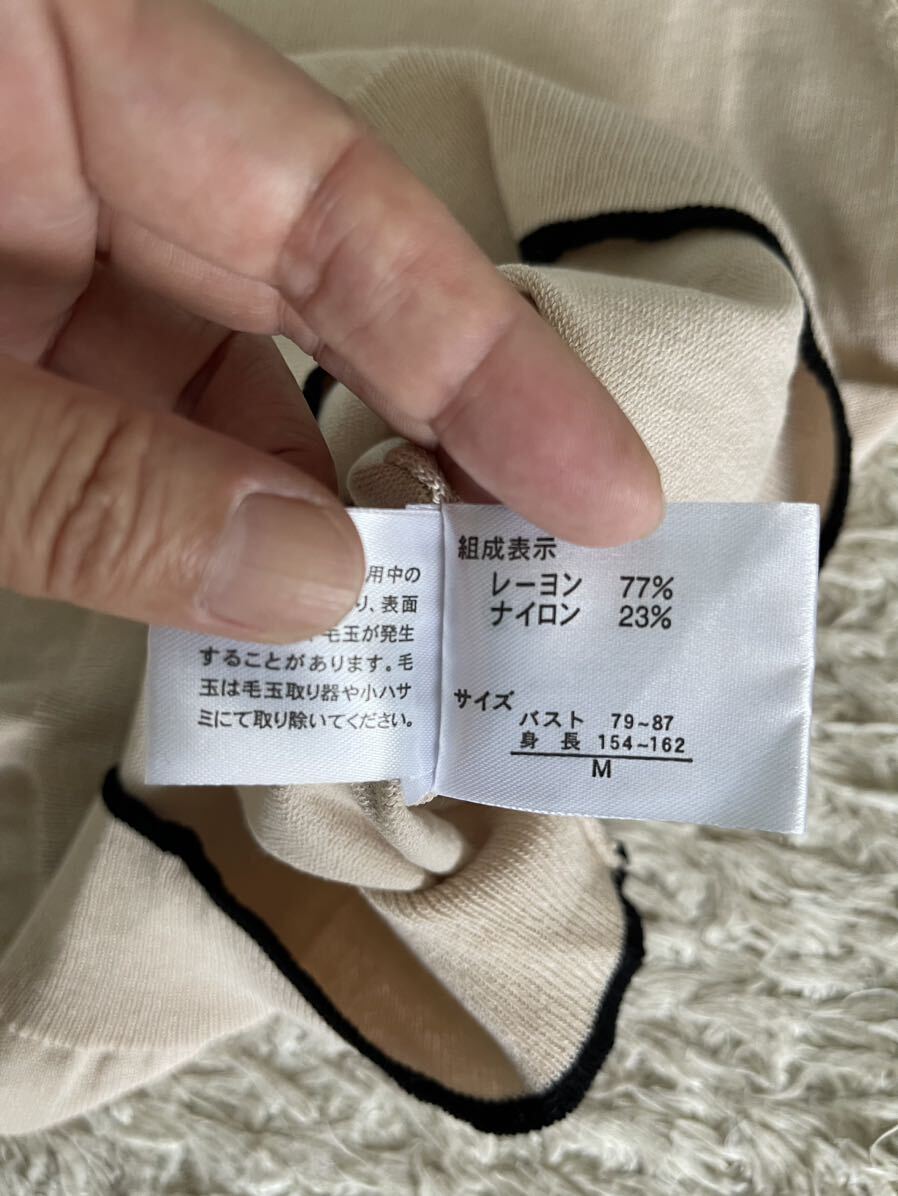 用中の
り、表面
毛玉が発生
することがあります。毛
玉は毛玉取り器や小ハサ
ミにて取り除いてください。
組成表示
レーヨン 77%
ナイロン 23%
サイズ
バスト 79~87
身長 154~162
M